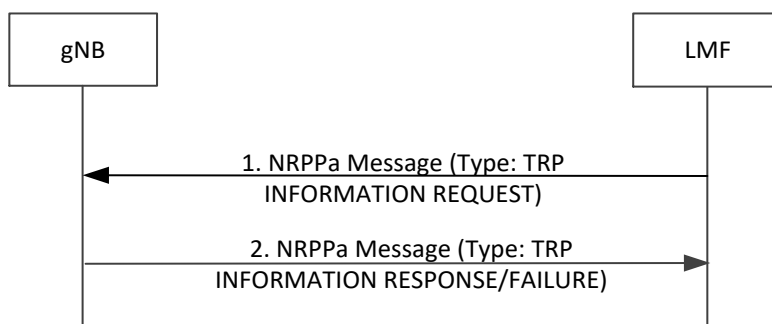 gNB
LMF
1. NRPPa Message (Type: TRP
INFORMATION REQUEST)
2. NRPPa Message (Type: TRP
INFORMATION RESPONSE/FAILURE)